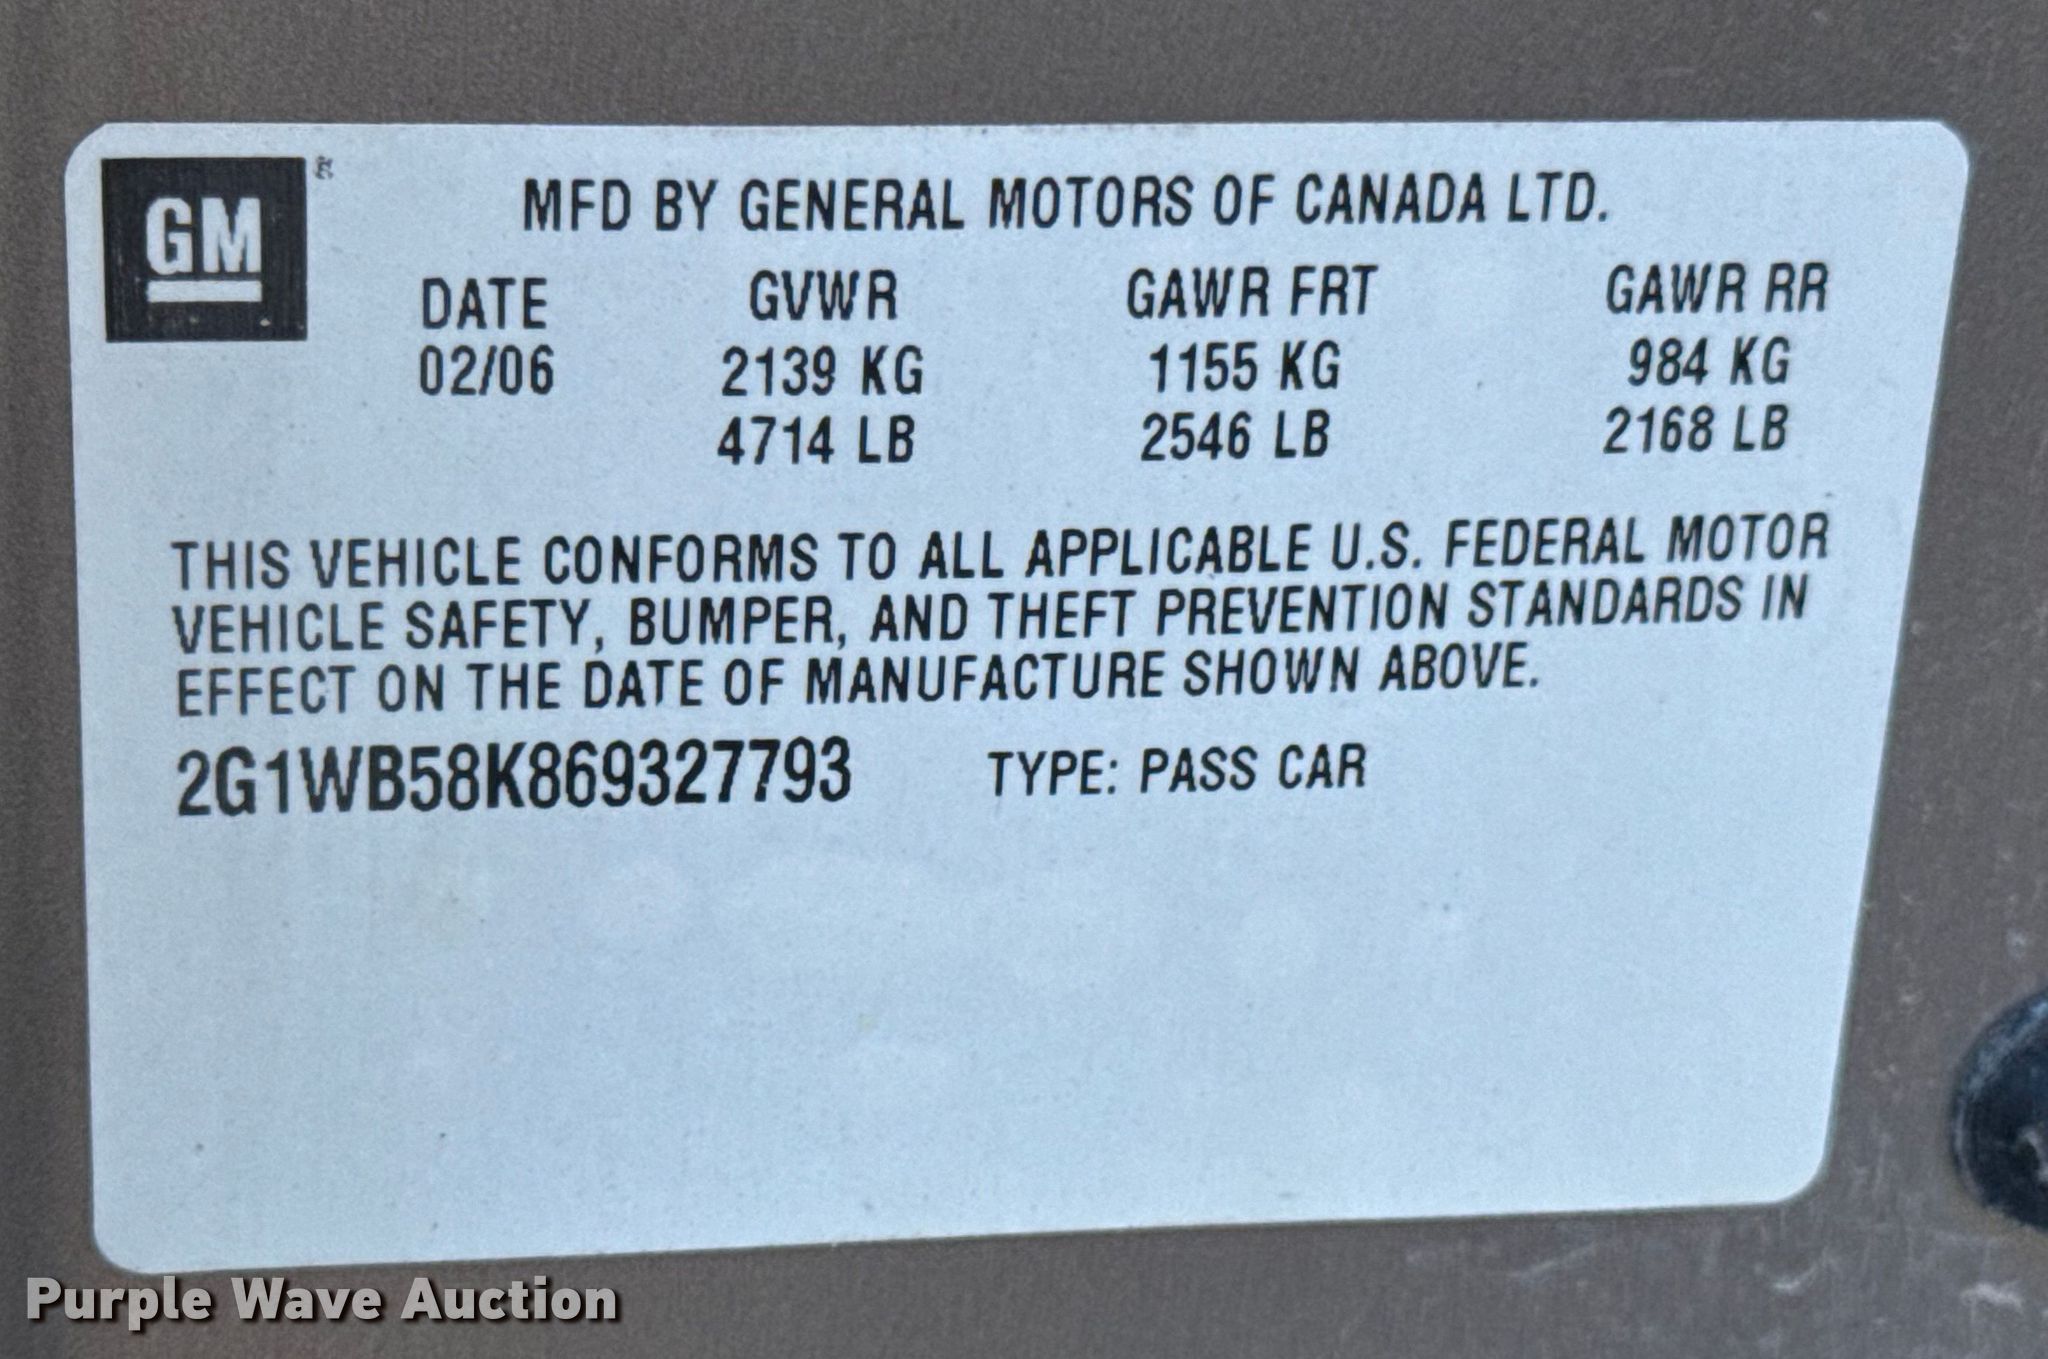 GM
MFD BY GENERAL MOTORS OF CANADA LTD.
DATE GVWR GAWR FRT GAWR RR
02/06 2139 KG 1155 KG 984 KG
4714 LB 2546 LB 2168 LB
THIS VEHICLE CONFORMS TO ALL APPLICABLE U.S. FEDERAL MOTOR
VEHICLE SAFETY, BUMPER, AND THEFT PREVENTION STANDARDS IN
EFFECT ON THE DATE OF MANUFACTURE SHOWN ABOVE.
2G1WB58K869327793 TYPE: PASS CAR
Purple Wave Auction